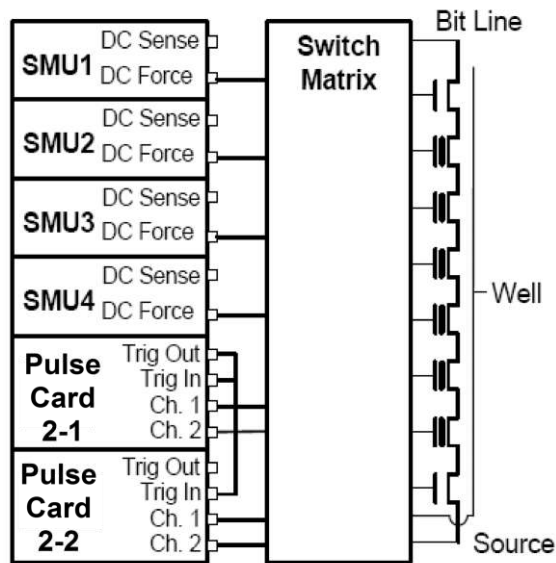 DC Sense
SMU1
DC Force
DC Sense
SMU2
DC Force
DC Sense
SMU3
DC Force
DC Sense
SMU4
DC Force
Pulse
Card
2-1
Trig Out
Trig In
Ch. 1
Ch. 2
Pulse
Card
2-2
Trig Out
Trig In
Ch. 1
Ch. 2
Switch
Matrix
Bit Line
Well
Source